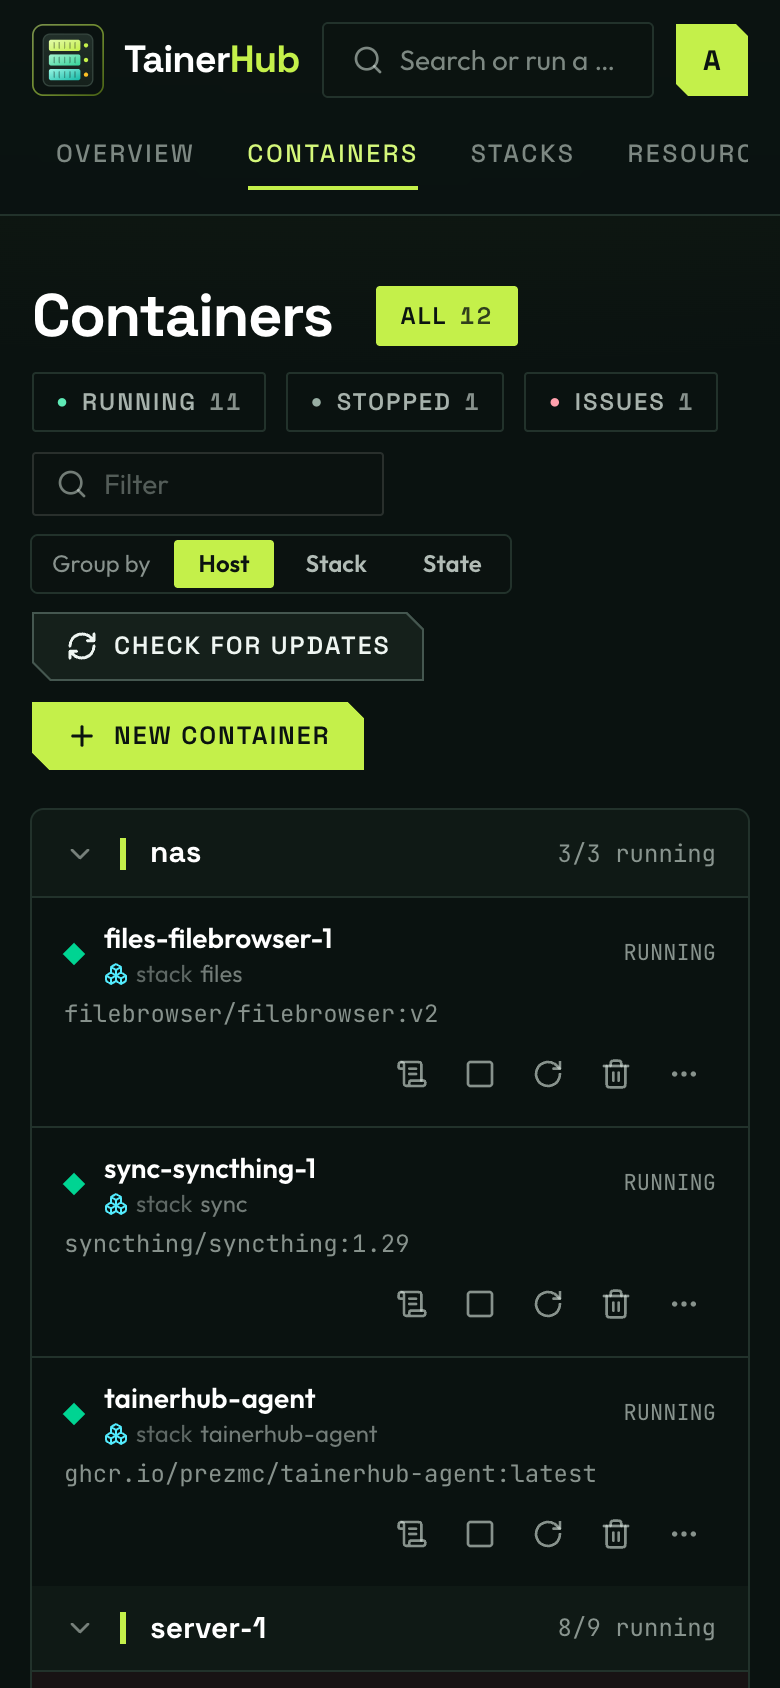 TainerHub
Search or run a ...
A
OVERVIEW CONTAINERS STACKS RESOURC
Containers
ALL 12
RUNNING 11
STOPPED 1
ISSUES 1
Filter
Group by Host Stack State
CHECK FOR UPDATES
NEW CONTAINER
nas 3/3 running
files-filebrowser-1 RUNNING
stack files
filebrowser/filebrowser:v2
sync-syncthing-1 RUNNING
stack sync
syncthing/syncthing:1.29
tainerhub-agent RUNNING
stack tainerhub-agent
ghcr.io/prezmc/tainerhub-agent:latest
server-1 8/9 running